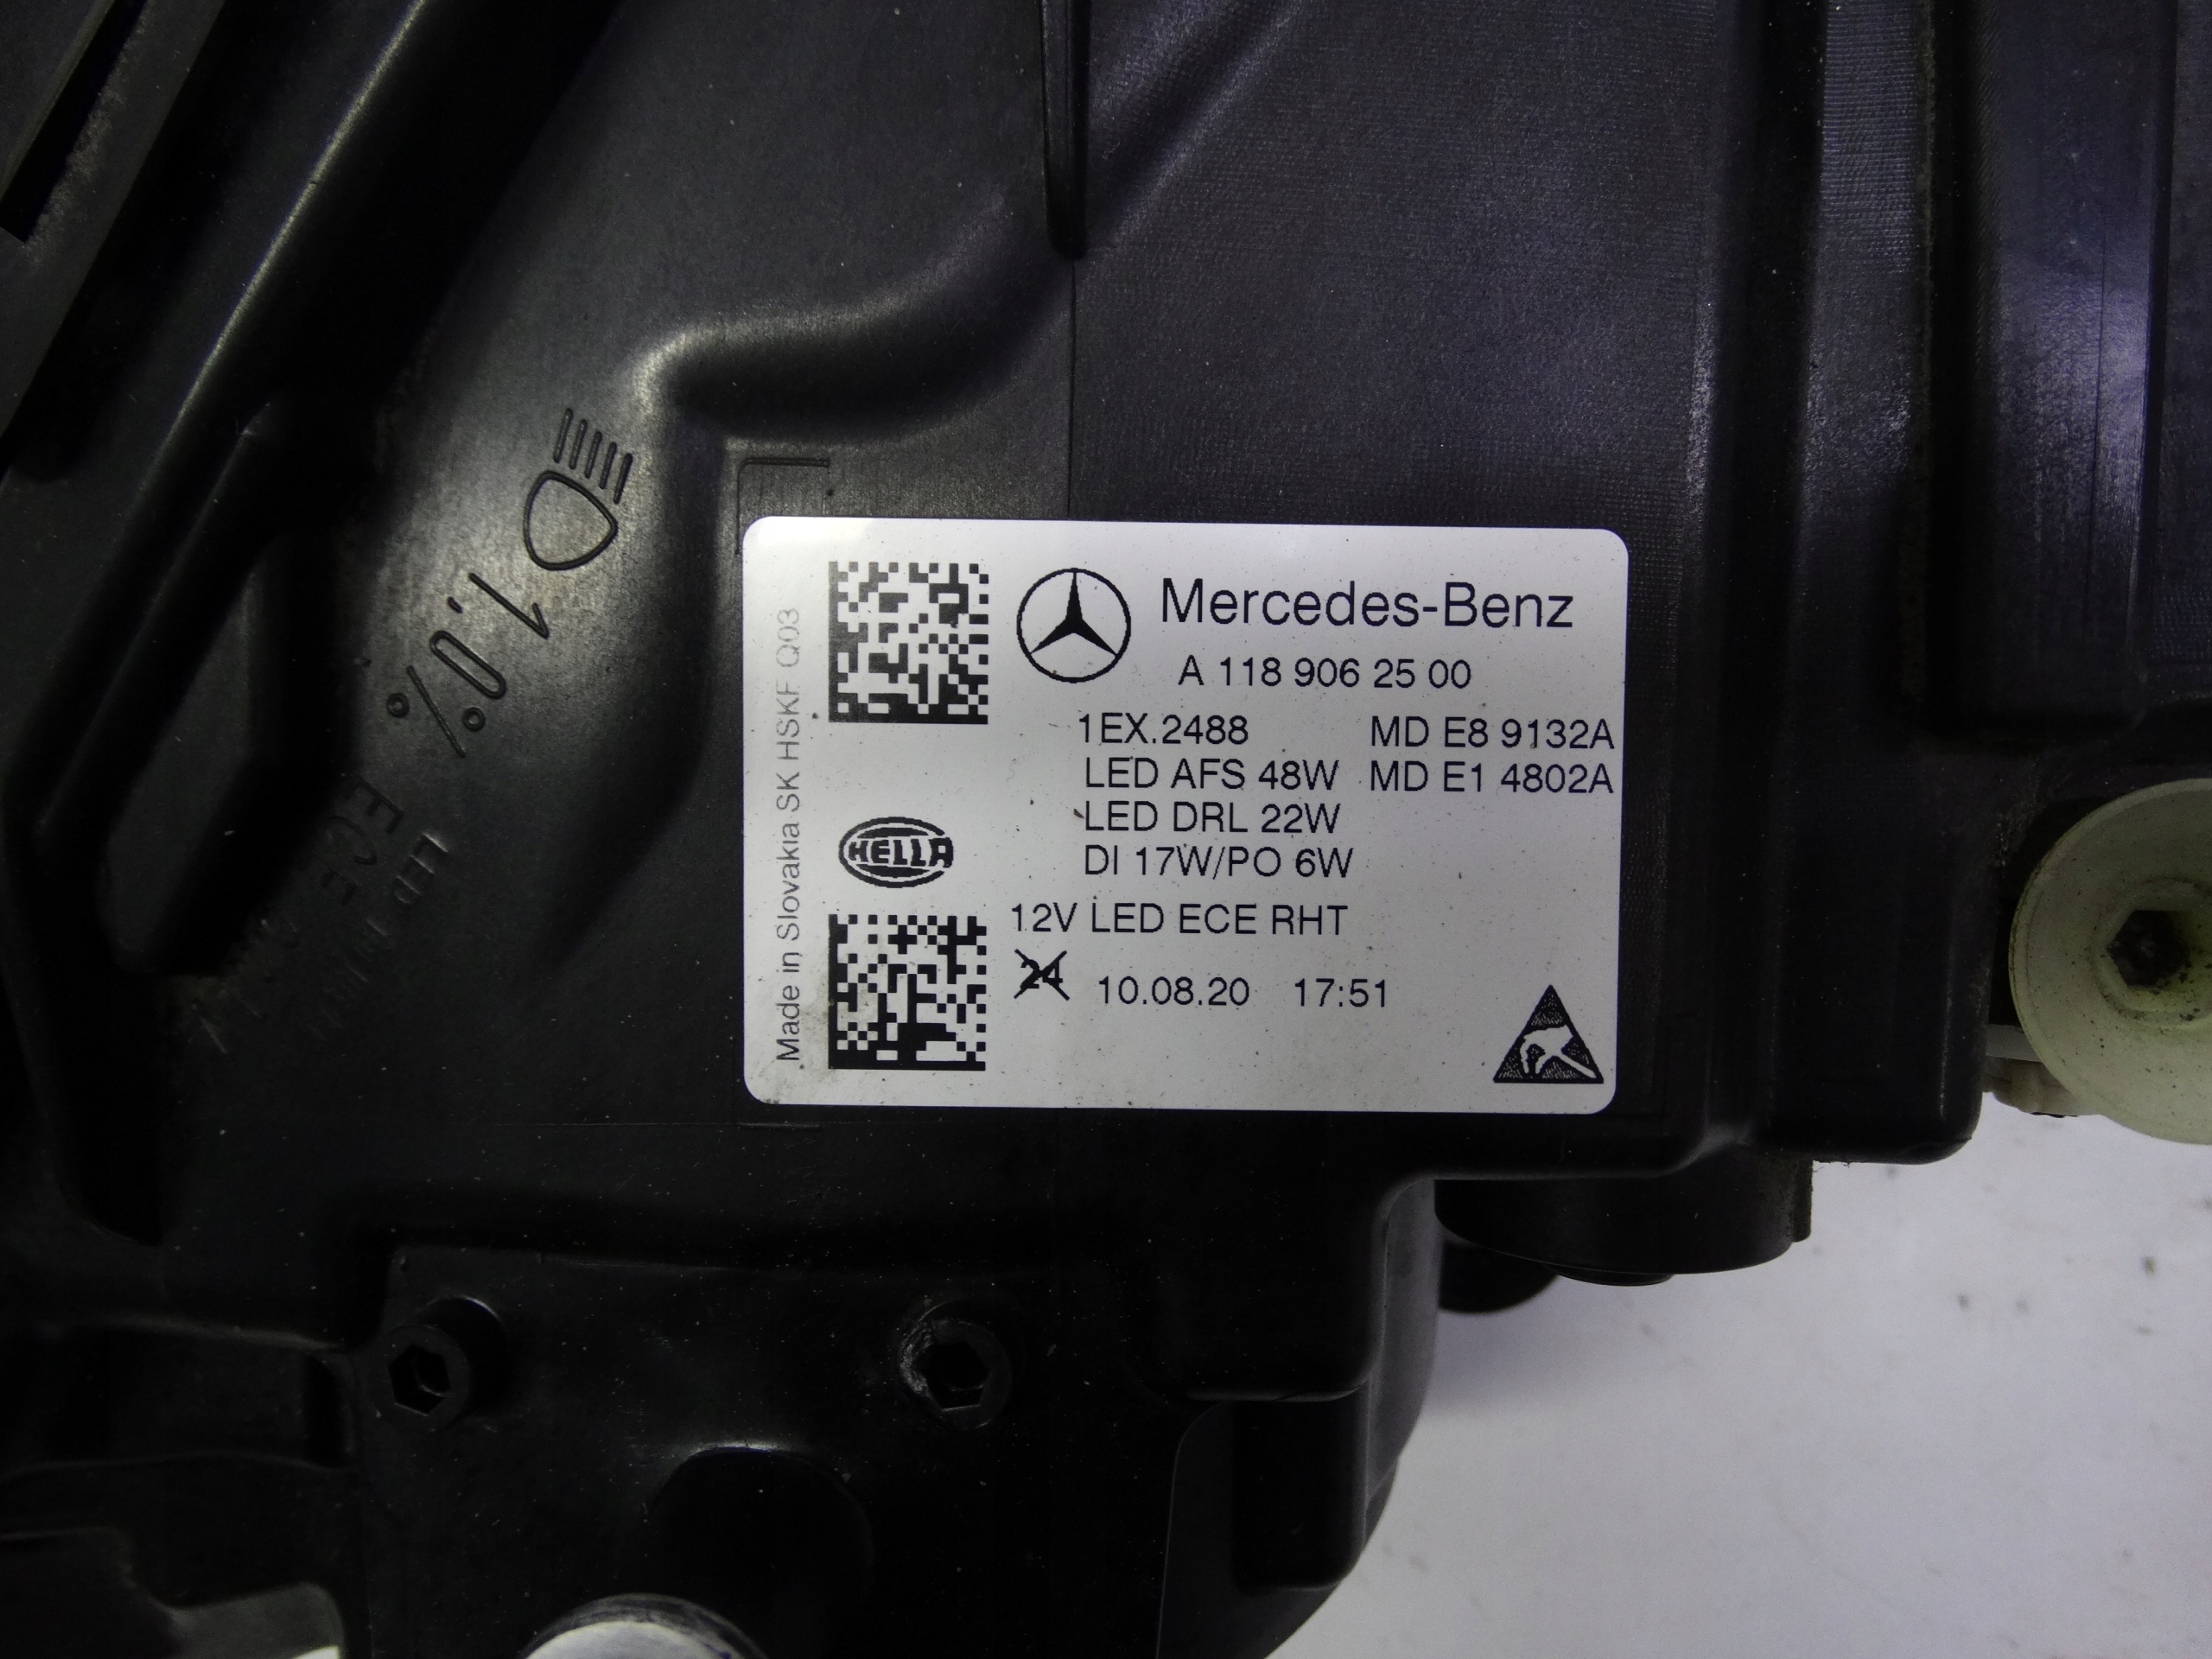 Mercedes-Benz
A 118 906 25 00
1EX.2488 MD E8 9132A
LED AFS 48W MD E1 4802A
LED DRL 22W
DI 17W/PO 6W
HELLA
12V LED ECE RHT
24 10.08.20 17:51
Made in Slovakia SK HSKF Q03
1.0%
ECE
LED